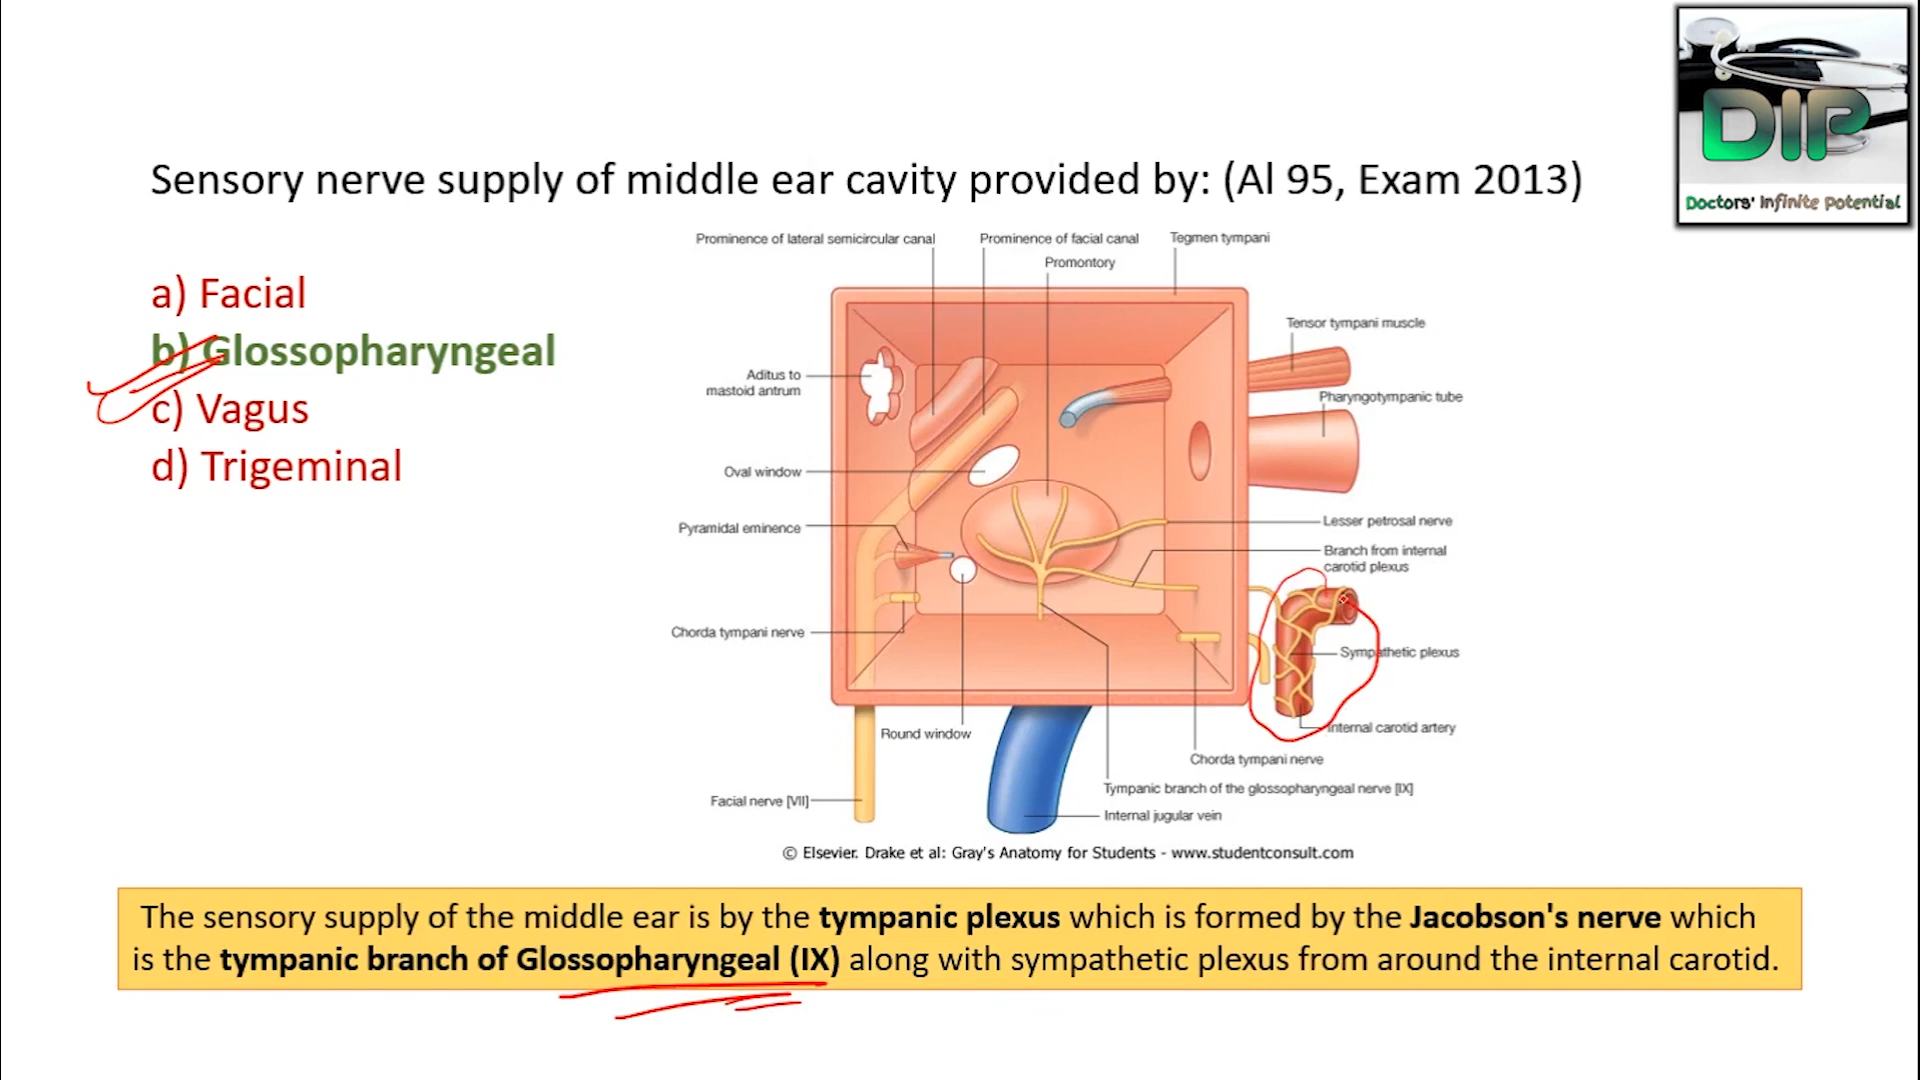 DIP
Doctors' Infinite Potential
Sensory nerve supply of middle ear cavity provided by: (Al 95, Exam 2013)
a) Facial
b) Glossopharyngeal
c) Vagus
d) Trigeminal
Prominence of lateral semicircular canal
Prominence of facial canal
Tegmen tympani
Promontory
Tensor tympani muscle
Aditus to
mastoid antrum
Pharyngotympanic tube
Oval window
Pyramidal eminence
Lesser petrosal nerve
Branch from internal
carotid plexus
Chorda tympani nerve
Sympathetic plexus
Internal carotid artery
Round window
Chorda tympani nerve
Tympanic branch of the glossopharyngeal nerve [IX]
Facial nerve [VII]
Internal jugular vein
© Elsevier. Drake et al: Gray's Anatomy for Students - www.studentconsult.com
The sensory supply of the middle ear is by the tympanic plexus which is formed by the Jacobson's nerve which
is the tympanic branch of Glossopharyngeal (IX) along with sympathetic plexus from around the internal carotid.